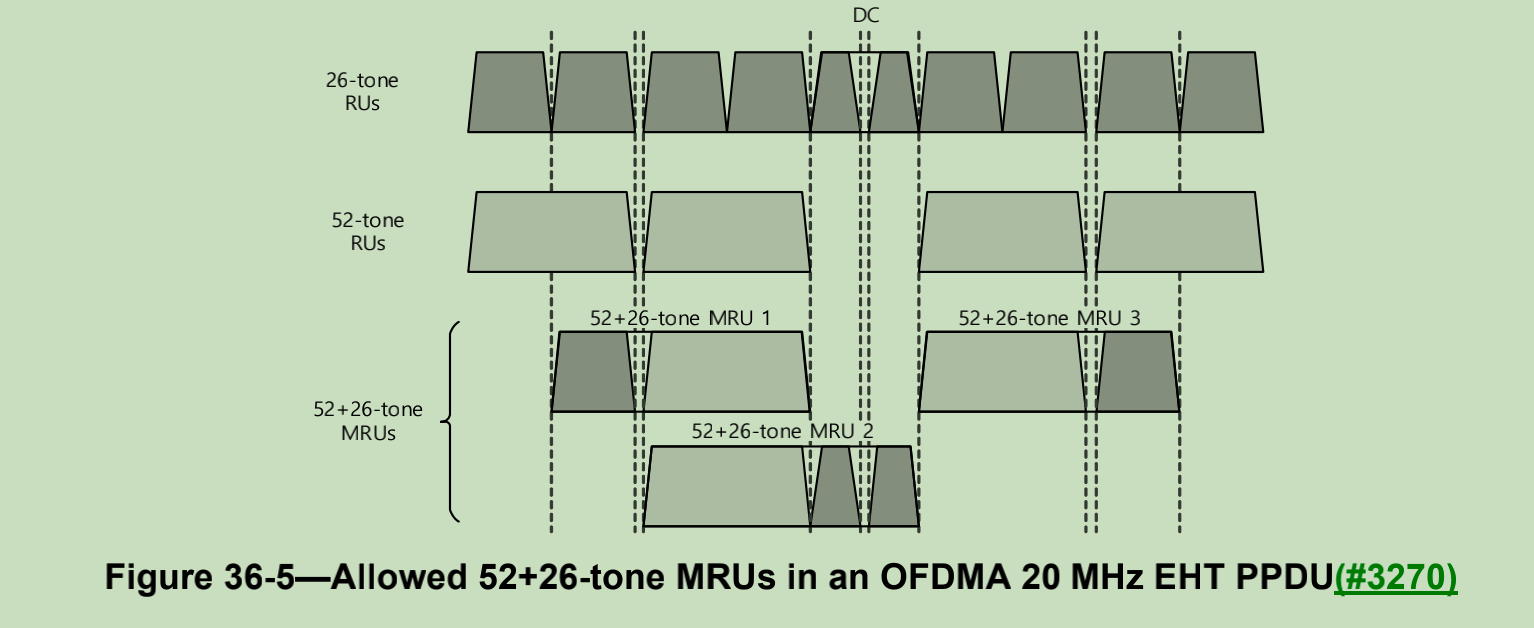 DC
26-tone
RUs
52-tone
RUs
52+26-tone MRU 1
52+26-tone MRU 3
52+26-tone
MRUs
52+26-tone MRU 2
Figure 36-5—Allowed 52+26-tone MRUs in an OFDMA 20 MHz EHT PPDU(#3270)